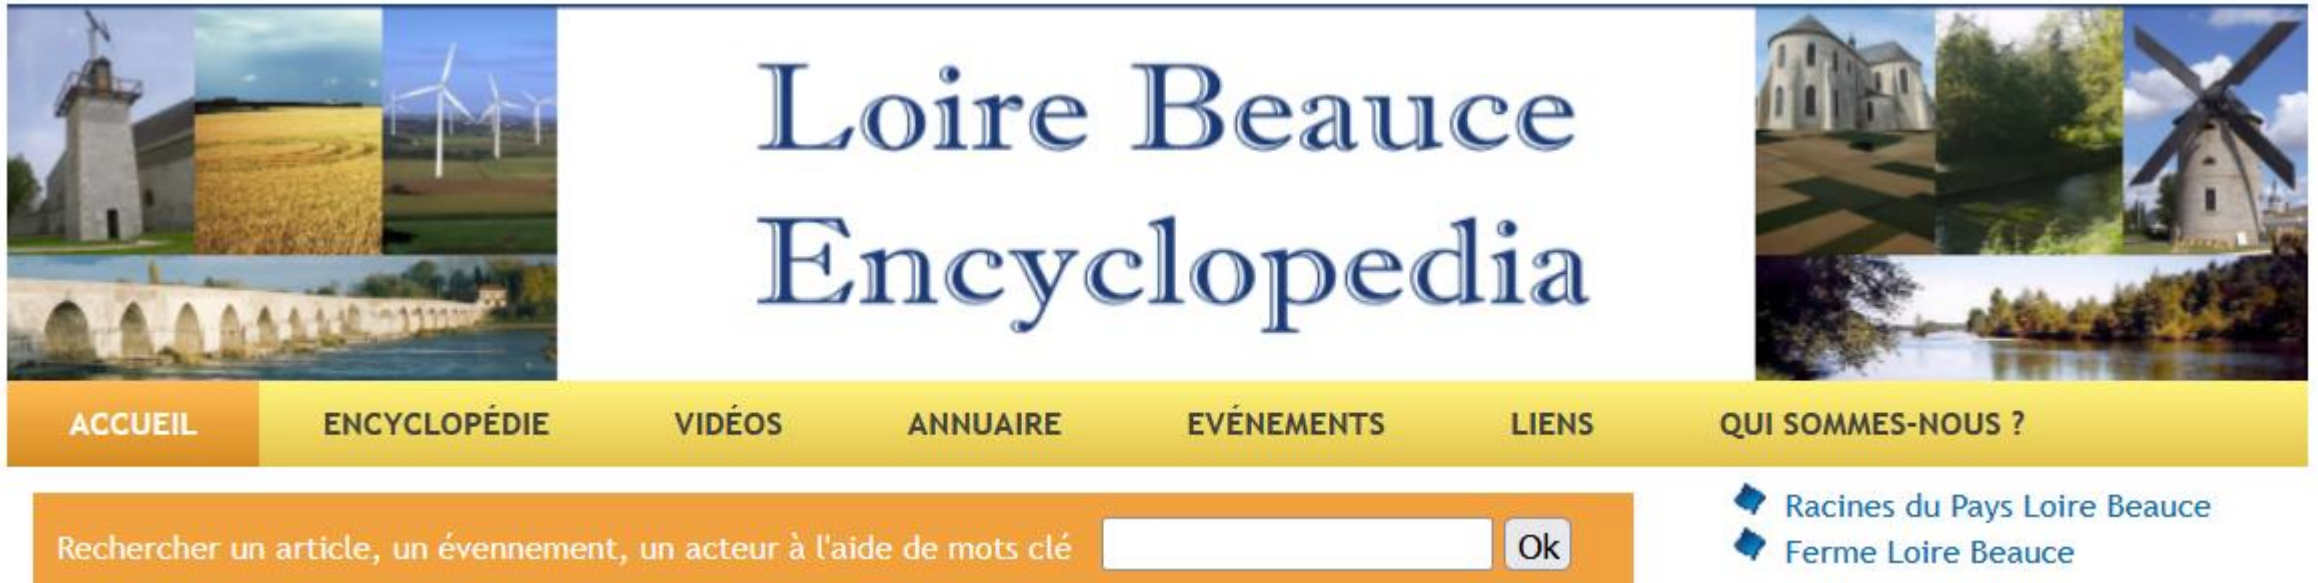 Loire Beauce
Encyclopedia
ACCUEIL ENCYCLOPÉDIE VIDÉOS ANNUAIRE EVÉNEMENTS LIENS QUI SOMMES-NOUS ?
Rechercher un article, un évennement, un acteur à l'aide de mots clé Ok
Racines du Pays Loire Beauce
Ferme Loire Beauce